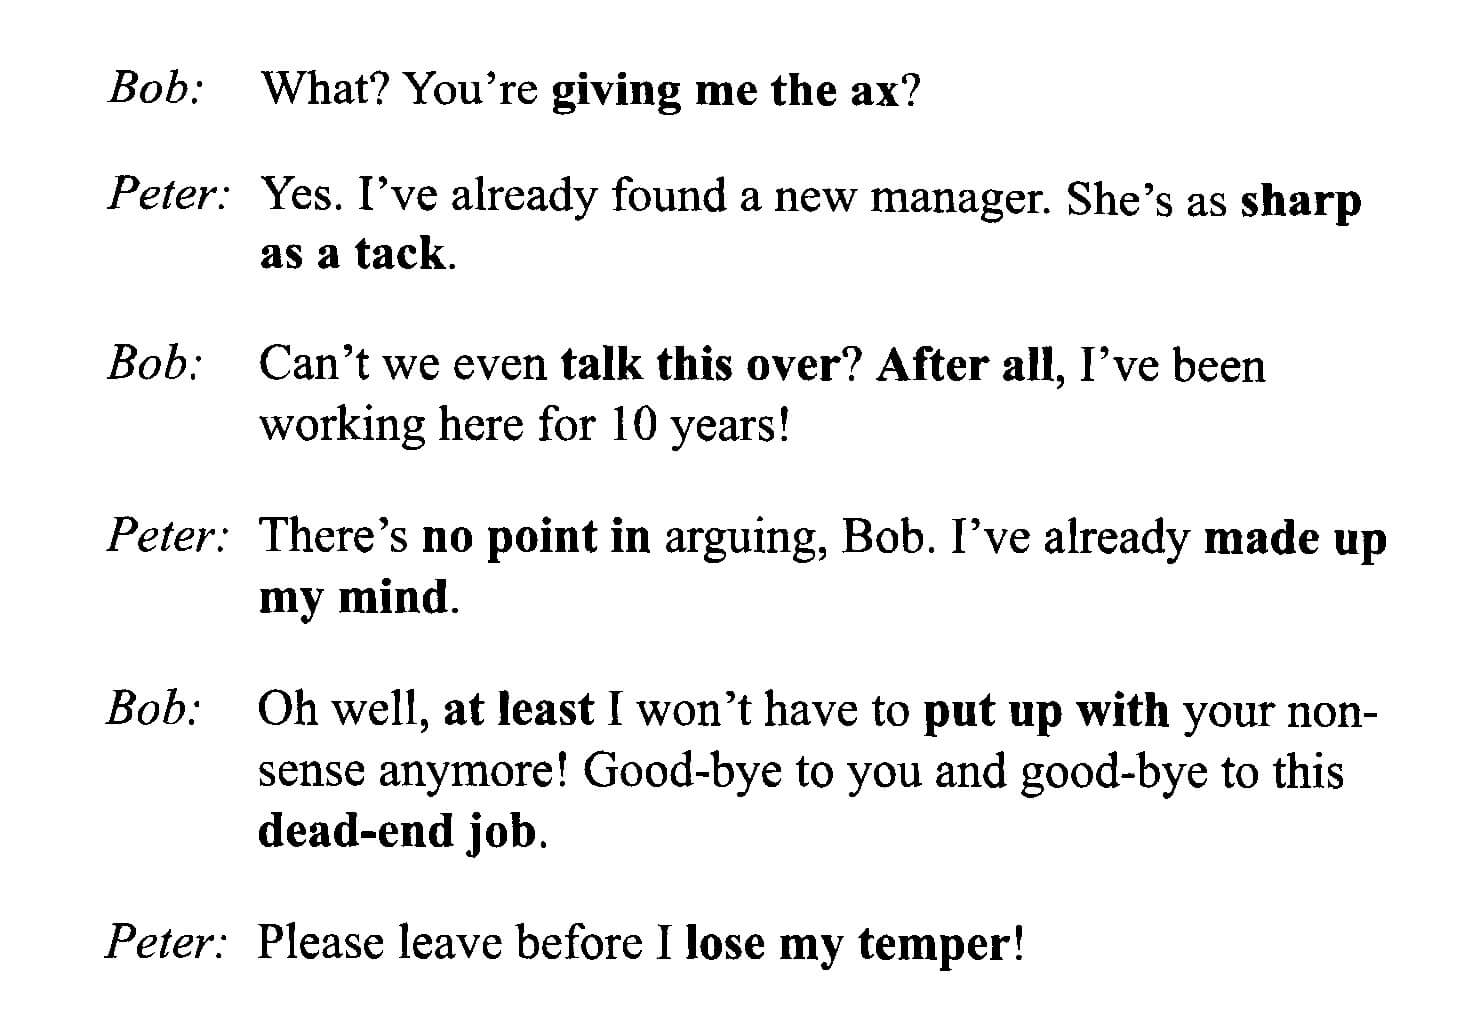 Bob: What? You're giving me the ax?
Peter: Yes. I've already found a new manager. She's as sharp
as a tack.
Bob: Can't we even talk this over? After all, I've been
working here for 10 years!
Peter: There's no point in arguing, Bob. I've already made up
my mind.
Bob: Oh well, at least I won't have to put up with your non-
sense anymore! Good-bye to you and good-bye to this
dead-end job.
Peter: Please leave before I lose my temper!